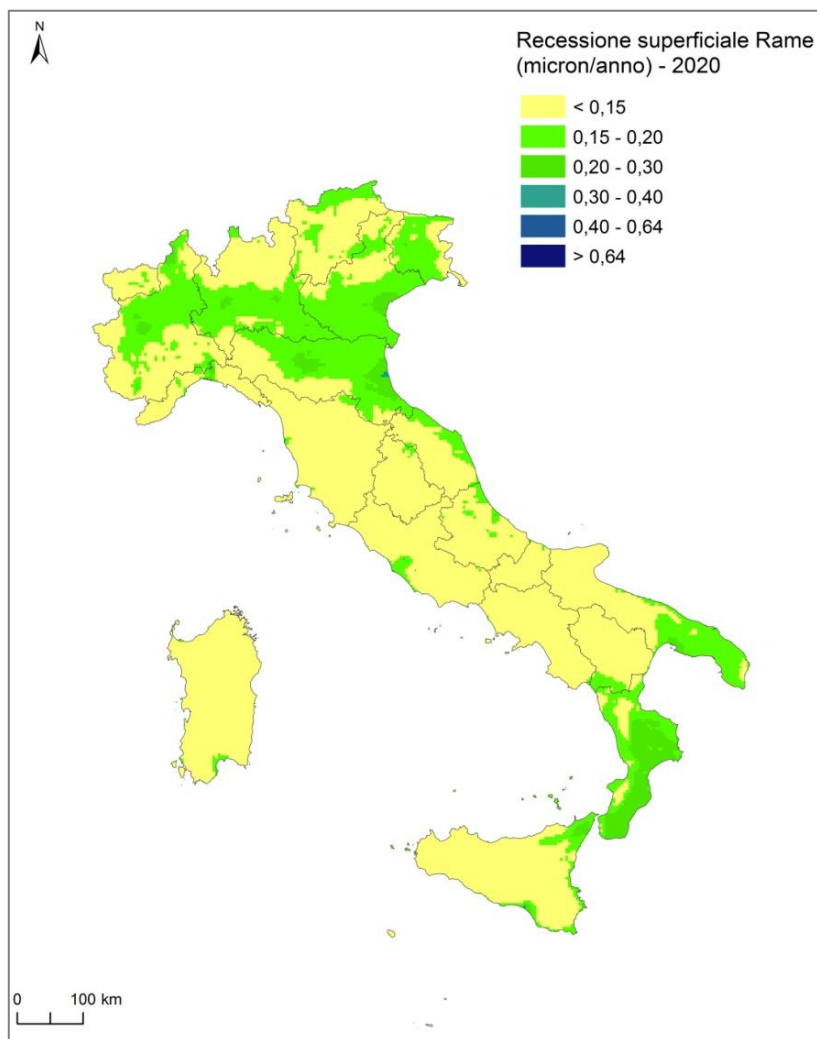 N
Recessione superficiale Rame
(micron/anno) - 2020
< 0,15
0,15 - 0,20
0,20 - 0,30
0,30 - 0,40
0,40 - 0,64
> 0,64
0 100 km